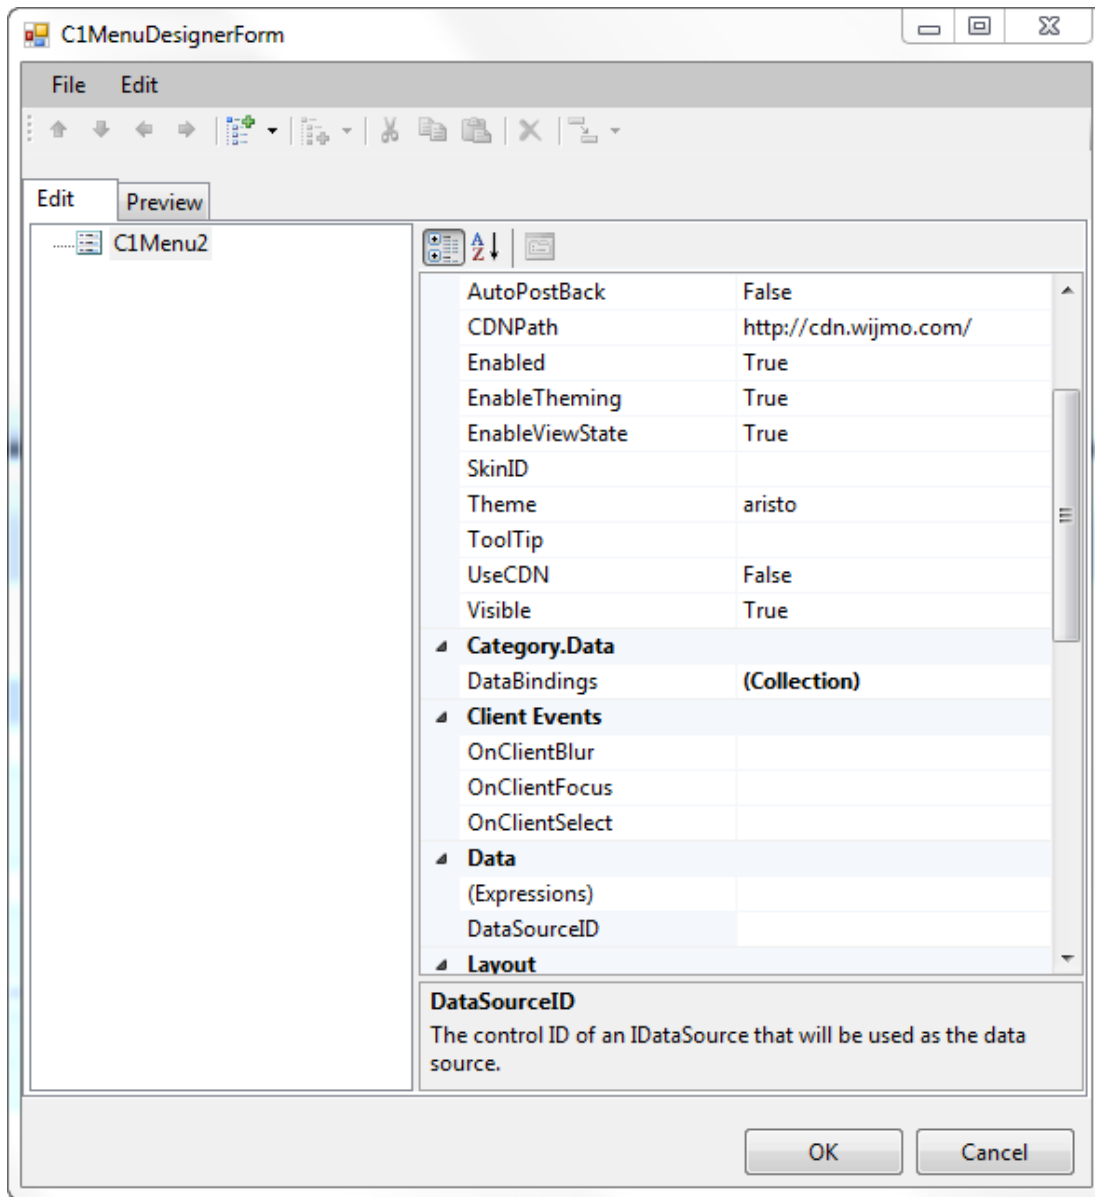 C1MenuDesignerForm
File Edit
Edit Preview
C1Menu2
A
Z
AutoPostBack False
CDNPath http://cdn.wijmo.com/
Enabled True
EnableTheming True
EnableViewState True
SkinID
Theme aristo
ToolTip
UseCDN False
Visible True
Category.Data
DataBindings (Collection)
Client Events
OnClientBlur
OnClientFocus
OnClientSelect
Data
(Expressions)
DataSourceID
Layout
DataSourceID
The control ID of an IDataSource that will be used as the data
source.
OK Cancel